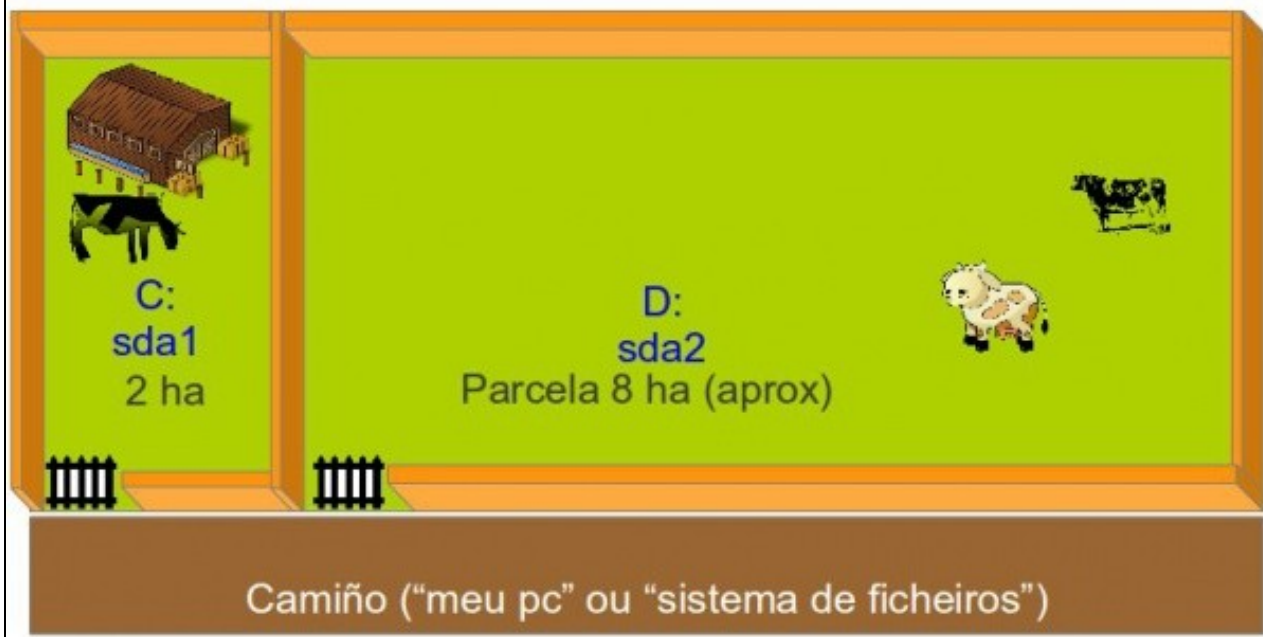 C:
sda1
2 ha
D:
sda2
Parcela 8 ha (aprox)
Camiño (“meu pc” ou “sistema de ficheiros”)